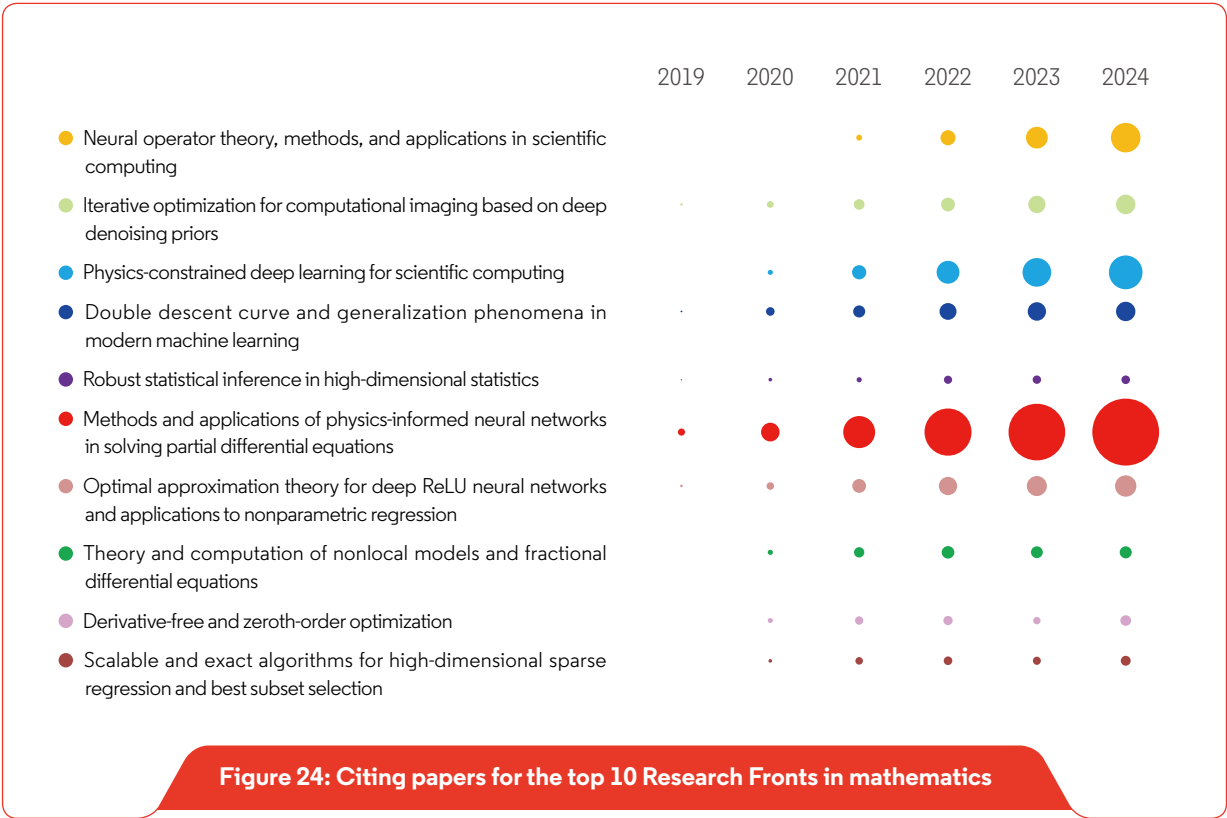 2019 2020 2021 2022 2023 2024
Neural operator theory, methods, and applications in scientific
computing
Iterative optimization for computational imaging based on deep
denoising priors
Physics-constrained deep learning for scientific computing
Double descent curve and generalization phenomena in
modern machine learning
Robust statistical inference in high-dimensional statistics
Methods and applications of physics-informed neural networks
in solving partial differential equations
Optimal approximation theory for deep ReLU neural networks
and applications to nonparametric regression
Theory and computation of nonlocal models and fractional
differential equations
Derivative-free and zeroth-order optimization
Scalable and exact algorithms for high-dimensional sparse
regression and best subset selection
Figure 24: Citing papers for the top 10 Research Fronts in mathematics